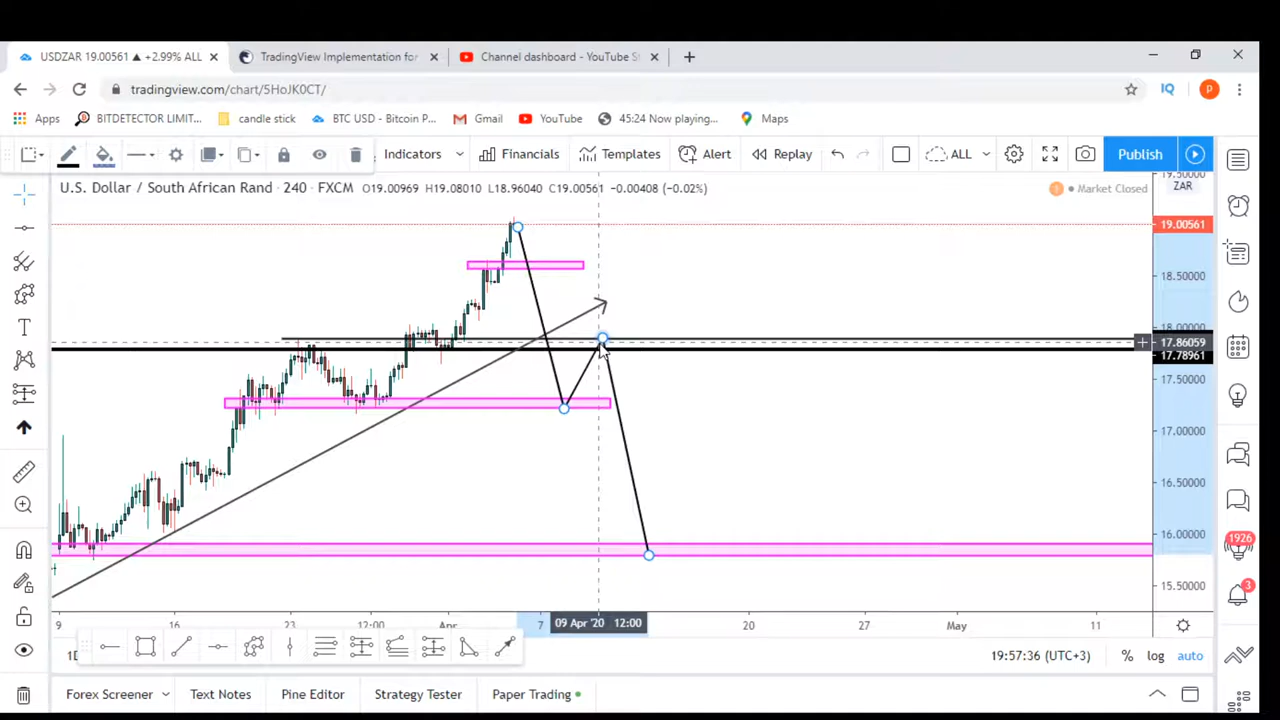 USDZAR 19.00561 ▲ +2.99% ALL
TradingView Implementation for
Channel dashboard - YouTube St
tradingview.com/chart/5HoJK0CT/
IQ
P
Apps
BITDETECTOR LIMIT...
candle stick
BTC USD - Bitcoin P...
Gmail
YouTube
45:24 Now playing...
Maps
Indicators
Financials
Templates
Alert
Replay
ALL
Publish
U.S. Dollar / South African Rand · 240 · FXCM O19.00969 H19.08010 L18.96040 C19.00561 −0.00408 (−0.02%)
Market Closed
19.50000
ZAR
19.00561
18.50000
18.00000
17.86059
17.78961
17.50000
17.00000
16.50000
16.00000
15.50000
1926
3
9
16
23
12:00
Apr
7
09 Apr '20 12:00
20
27
May
11
1D
19:57:36 (UTC+3)
%
log
auto
Forex Screener
Text Notes
Pine Editor
Strategy Tester
Paper Trading